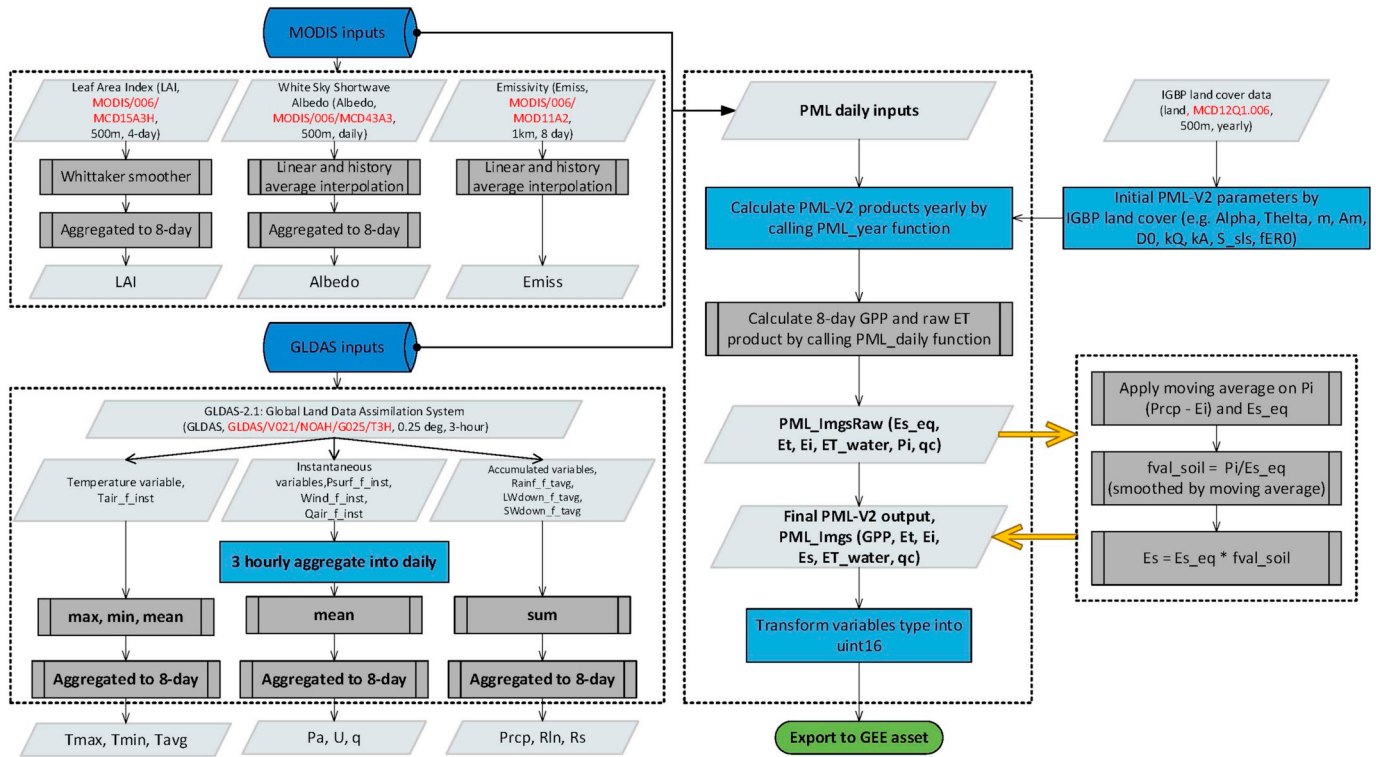 MODIS inputs
Leaf Area Index (LAI,
MODIS/006/
MCD15A3H,
500m, 4-day)
White Sky Shortwave
Albedo (Albedo,
MODIS/006/MCD43A3,
500m, daily)
Emissivity (Emiss,
MODIS/006/
MOD11A2,
1km, 8 day)
Whittaker smoother
Linear and history
average interpolation
Linear and history
average interpolation
Aggregated to 8-day
Aggregated to 8-day
LAI
Albedo
Emiss
GLDAS inputs
GLDAS-2.1: Global Land Data Assimilation System
(GLDAS, GLDAS/V021/NOAH/G025/T3H, 0.25 deg, 3-hour)
Temperature variable,
Tair_f_inst
Instantaneous
variables,Psurf_f_inst,
Wind_f_inst,
Qair_f_inst
Accumulated variables,
Rainf_f_tavg,
LWdown_f_tavg,
SWdown_f_tavg
3 hourly aggregate into daily
max, min, mean
mean
sum
Aggregated to 8-day
Aggregated to 8-day
Aggregated to 8-day
Tmax, Tmin, Tavg
Pa, U, q
Prcp, Rln, Rs
PML daily inputs
Calculate PML-V2 products yearly by
calling PML_year function
Calculate 8-day GPP and raw ET
product by calling PML_daily function
PML_ImgsRaw (Es_eq,
Et, Ei, ET_water, Pi, qc)
Final PML-V2 output,
PML_Imgs (GPP, Et, Ei,
Es, ET_water, qc)
Transform variables type into
uint16
Export to GEE asset
IGBP land cover data
(land, MCD12Q1.006,
500m, yearly)
Initial PML-V2 parameters by
IGBP land cover (e.g. Alpha, Thelta, m, Am,
D0, kQ, kA, S_sls, fER0)
Apply moving average on Pi
(Prcp - Ei) and Es_eq
fval_soil = Pi/Es_eq
(smoothed by moving average)
Es = Es_eq * fval_soil